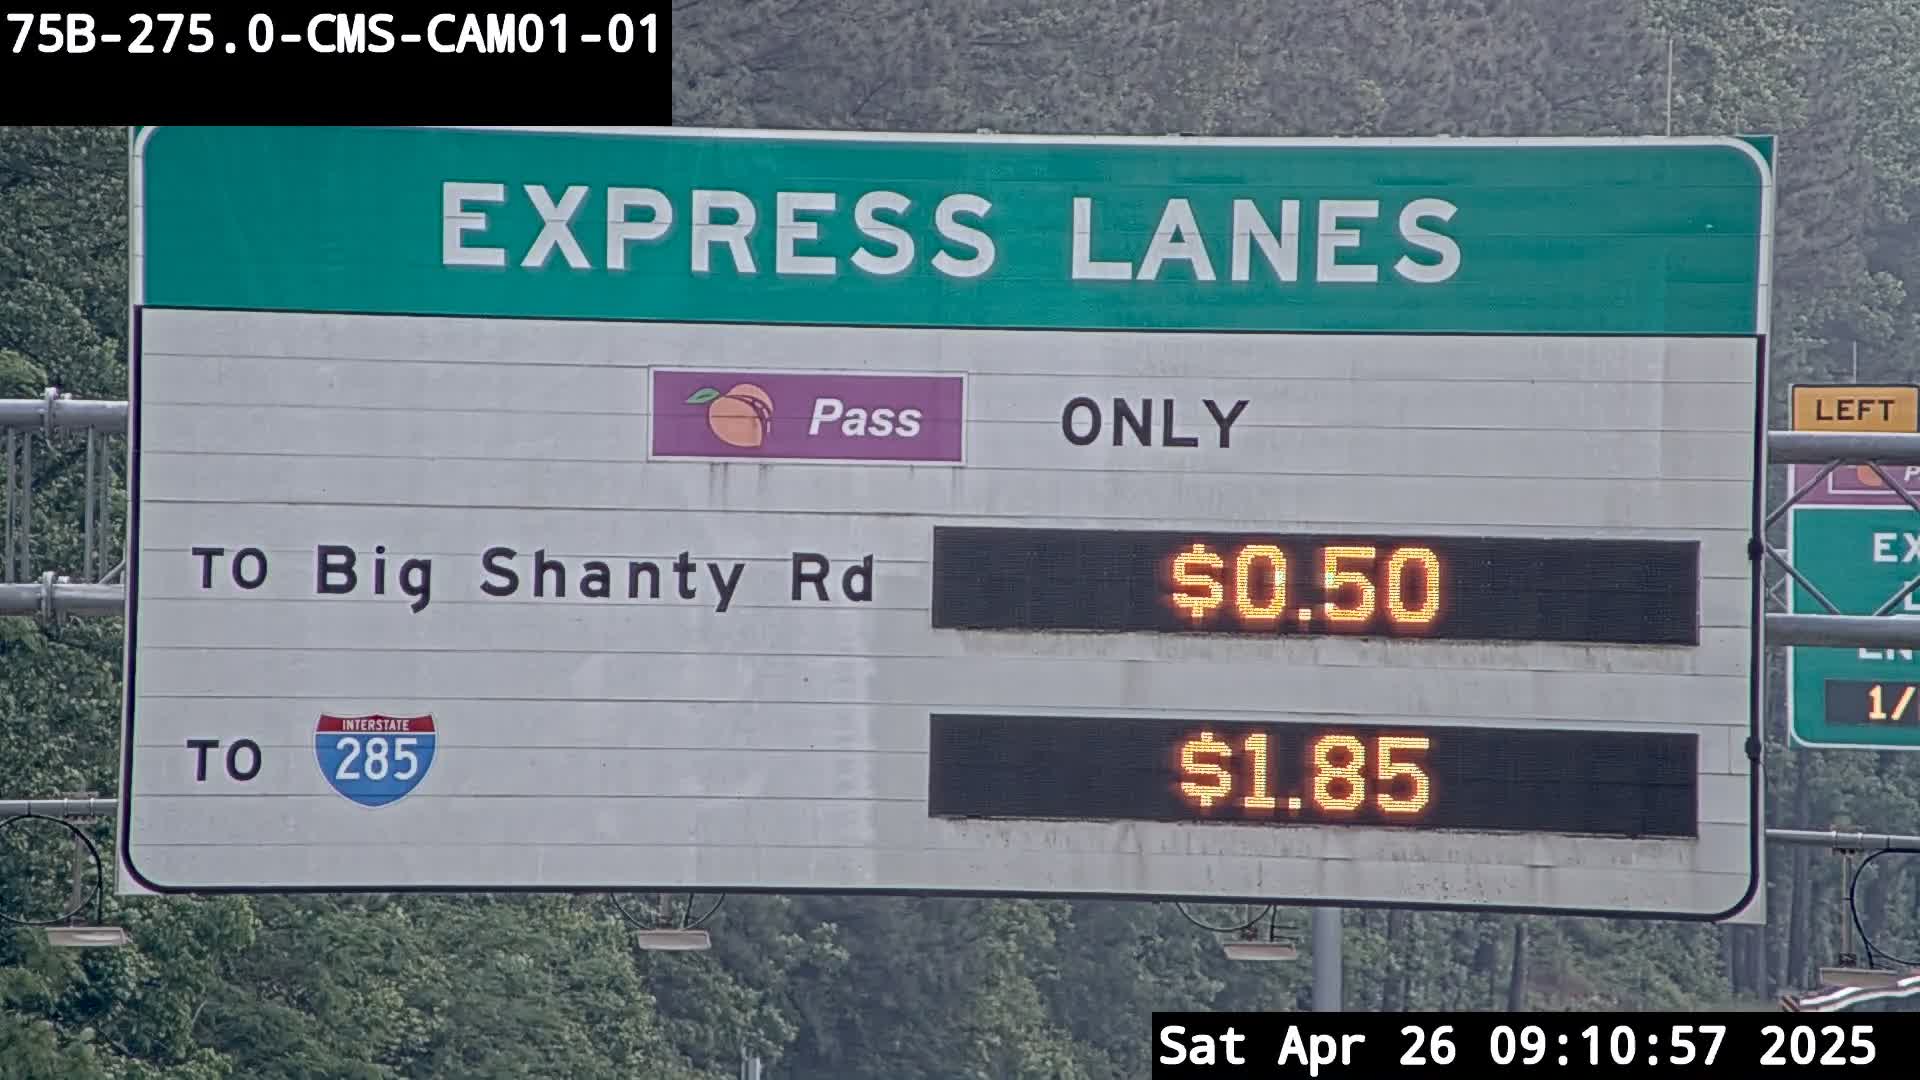 75B-275.0-CMS-CAM01-01
EXPRESS LANES
Pass ONLY
TO Big Shanty Rd $0.50
TO INTERSTATE 285 $1.85
LEFT
Sat Apr 26 09:10:57 2025